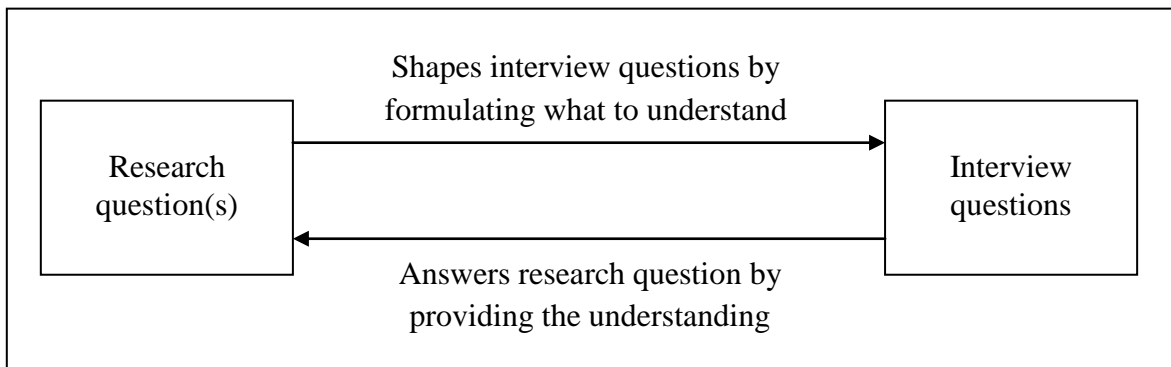 Shapes interview questions by
formulating what to understand
Research
question(s)
Interview
questions
Answers research question by
providing the understanding